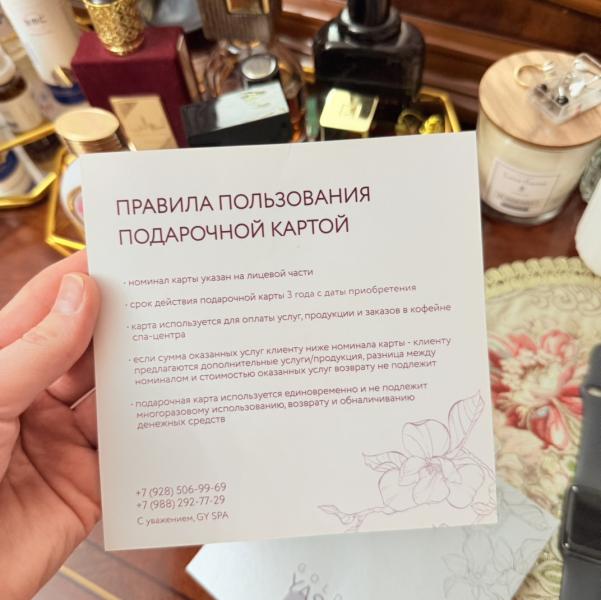 ПРАВИЛА ПОЛЬЗОВАНИЯ
ПОДАРОЧНОЙ КАРТОЙ
· номинал карты указан на лицевой части
· срок действия подарочной карты 3 года с даты приобретения
· карта используется для оплаты услуг, продукции и заказов в кофейне
спа-центра
· если сумма оказанных услуг клиенту ниже номинала карты - клиенту
предлагаются дополнительные услуги/продукция, разница между
номиналом и стоимостью оказанных услуг возврату не подлежит
· подарочная карта используется единовременно и не подлежит
многоразовому использованию, возврату и обналичиванию
денежных средств
+7 (928) 506-99-69
+7 (988) 292-77-29
С уважением, GY SPA